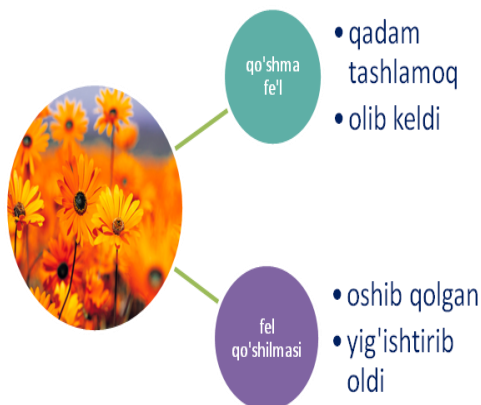 qo'shma
fe'l
• qadam
tashlamoq
• olib keldi
fel
qo'shilmasi
• oshib qolgan
• yig'ishtirib
oldi